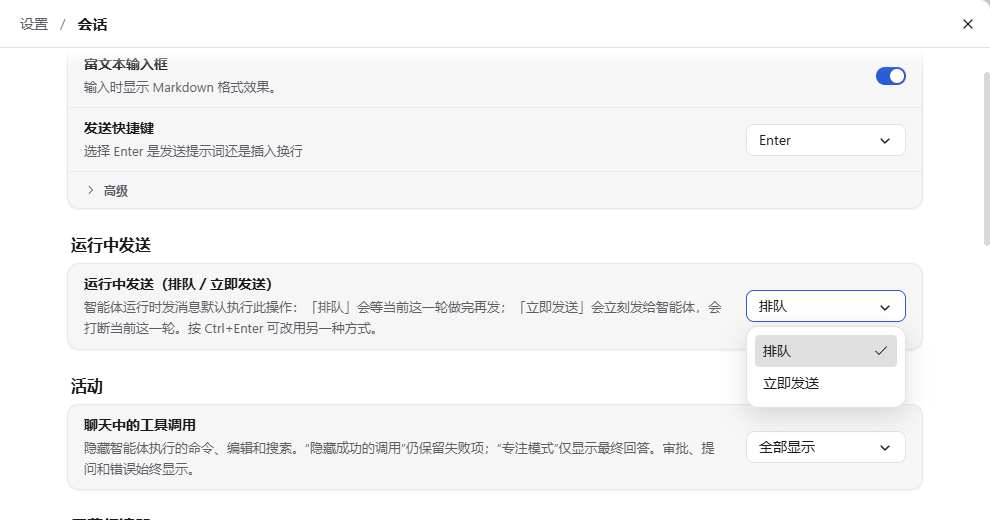 设置 / 会话
富文本输入框
输入时显示 Markdown 格式效果。
发送快捷键
选择 Enter 是发送提示词还是插入换行
Enter
高级
运行中发送
运行中发送（排队 / 立即发送）
智能体运行时发消息默认执行此操作：「排队」会等当前这一轮做完再发；「立即发送」会立刻发给智能体，会
打断当前这一轮。按 Ctrl+Enter 可改用另一种方式。
排队
排队
立即发送
活动
聊天中的工具调用
隐藏智能体执行的命令、编辑和搜索。“隐藏成功的调用”仍保留失败项；“专注模式”仅显示最终回答。审批、提
问和错误始终显示。
全部显示